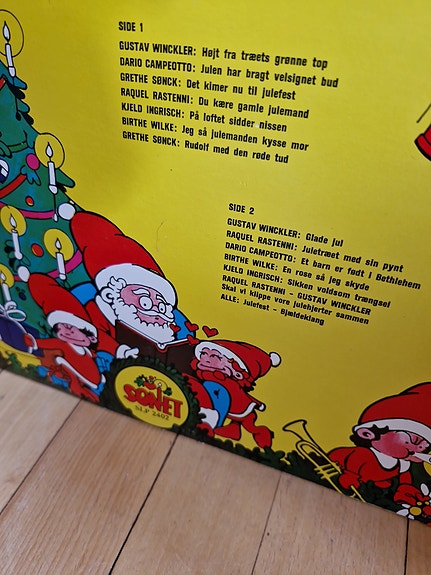 SIDE 1
GUSTAV WINCKLER: Højt fra træets grønne top
DARIO CAMPEOTTO: Julen har bragt velsignet bud
GRETHE SØNCK: Det kimer nu til julefest
RAQUEL RASTENNI: Du kære gamle julemand
KJELD INGRISCH: På loftet sidder nissen
BIRTHE WILKE: Jeg så julemanden kysse mor
GRETHE SØNCK: Rudolf med den røde tud
SIDE 2
GUSTAV WINCKLER: Glade jul
RAQUEL RASTENNI: Juletræet med sin pynt
DARIO CAMPEOTTO: Et barn er født i Bethlehem
BIRTHE WILKE: En rose så jeg skyde
KJELD INGRISCH: Sikken voldsom trængsel
RAQUEL RASTENNI - GUSTAV WINCKLER
Skal vi klippe vore julehjerter sammen
ALLE: Julefest - Bjældeklang
SONET
SLP 2402